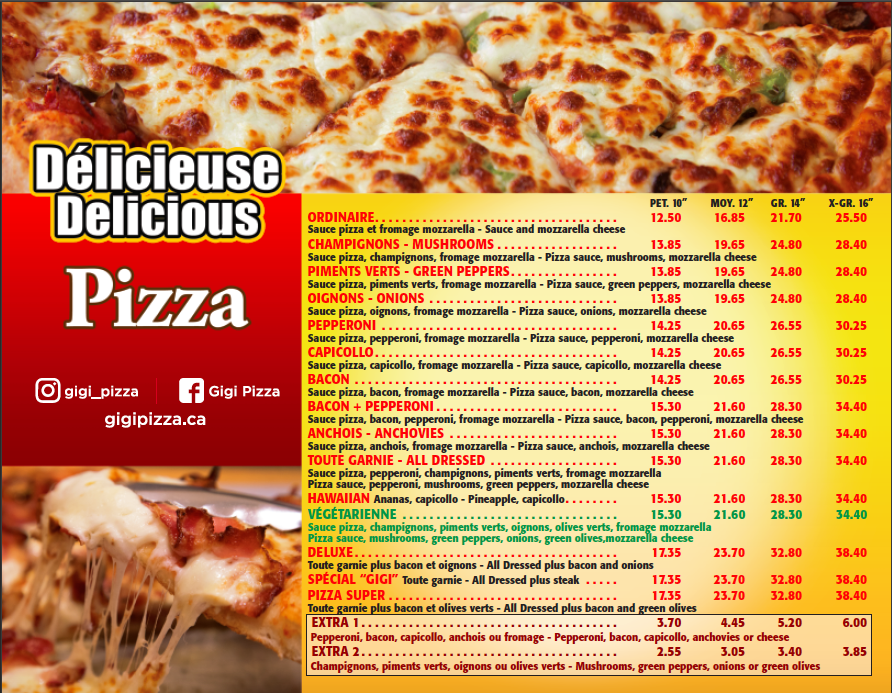 Délicieuse
Delicious
Pizza
gigi_pizza | Gigi Pizza
gigipizza.ca
PET. 10” MOY. 12” GR. 14” X-GR. 16”
ORDINAIRE. . . . . . . . . . . . . . . . . . . . 12.50 16.85 21.70 25.50
Sauce pizza et fromage mozzarella - Sauce and mozzarella cheese
CHAMPIGNONS - MUSHROOMS . . . . . . . . . . 13.85 19.65 24.80 28.40
Sauce pizza, champignons, fromage mozzarella - Pizza sauce, mushrooms, mozzarella cheese
PIMENTS VERTS - GREEN PEPPERS. . . . . . . . . . 13.85 19.65 24.80 28.40
Sauce pizza, piments verts, fromage mozzarella - Pizza sauce, green peppers, mozzarella cheese
OIGNONS - ONIONS . . . . . . . . . . . . . . . 13.85 19.65 24.80 28.40
Sauce pizza, oignons, fromage mozzarella - Pizza sauce, onions, mozzarella cheese
PEPPERONI . . . . . . . . . . . . . . . . . . . . 14.25 20.65 26.55 30.25
Sauce pizza, pepperoni, fromage mozzarella - Pizza sauce, pepperoni, mozzarella cheese
CAPICOLLO. . . . . . . . . . . . . . . . . . . . 14.25 20.65 26.55 30.25
Sauce pizza, capicollo, fromage mozzarella - Pizza sauce, capicollo, mozzarella cheese
BACON . . . . . . . . . . . . . . . . . . . . 14.25 20.65 26.55 30.25
Sauce pizza, bacon, fromage mozzarella - Pizza sauce, bacon, mozzarella cheese
BACON + PEPPERONI. . . . . . . . . . . . . . . 15.30 21.60 28.30 34.40
Sauce pizza, bacon, pepperoni, fromage mozzarella - Pizza sauce, bacon, pepperoni, mozzarella cheese
ANCHOIS - ANCHOVIES . . . . . . . . . . . . . . . 15.30 21.60 28.30 34.40
Sauce pizza, anchois, fromage mozzarella - Pizza sauce, anchois, mozzarella cheese
TOUTE GARNIE - ALL DRESSED . . . . . . . . . . 15.30 21.60 28.30 34.40
Sauce pizza, pepperoni, champignons, piments verts, fromage mozzarella
Pizza sauce, pepperoni, mushrooms, green peppers, mozzarella cheese
HAWAIIAN Ananas, capicollo - Pineapple, capicollo. . . . . . . 15.30 21.60 28.30 34.40
VÉGÉTARIENNE . . . . . . . . . . . . . . . . . . . . 15.30 21.60 28.30 34.40
Sauce pizza, champignons, piments verts, oignons, olives verts, fromage mozzarella
Pizza sauce, mushrooms, green peppers, onions, green olives,mozzarella cheese
DELUXE. . . . . . . . . . . . . . . . . . . . 17.35 23.70 32.80 38.40
Toute garnie plus bacon et oignons - All Dressed plus bacon and onions
SPÉCIAL “GIGI” Toute garnie - All Dressed plus steak . . . . . 17.35 23.70 32.80 38.40
PIZZA SUPER . . . . . . . . . . . . . . . . . . . . 17.35 23.70 32.80 38.40
Toute garnie plus bacon et olives verts - All Dressed plus bacon and green olives
EXTRA 1. . . . . . . . . . . . . . . . . . . . 3.70 4.45 5.20 6.00
Pepperoni, bacon, capicollo, anchois ou fromage - Pepperoni, bacon, capicollo, anchovies or cheese
EXTRA 2. . . . . . . . . . . . . . . . . . . . 2.55 3.05 3.40 3.85
Champignons, piments verts, oignons ou olives verts - Mushrooms, green peppers, onions or green olives